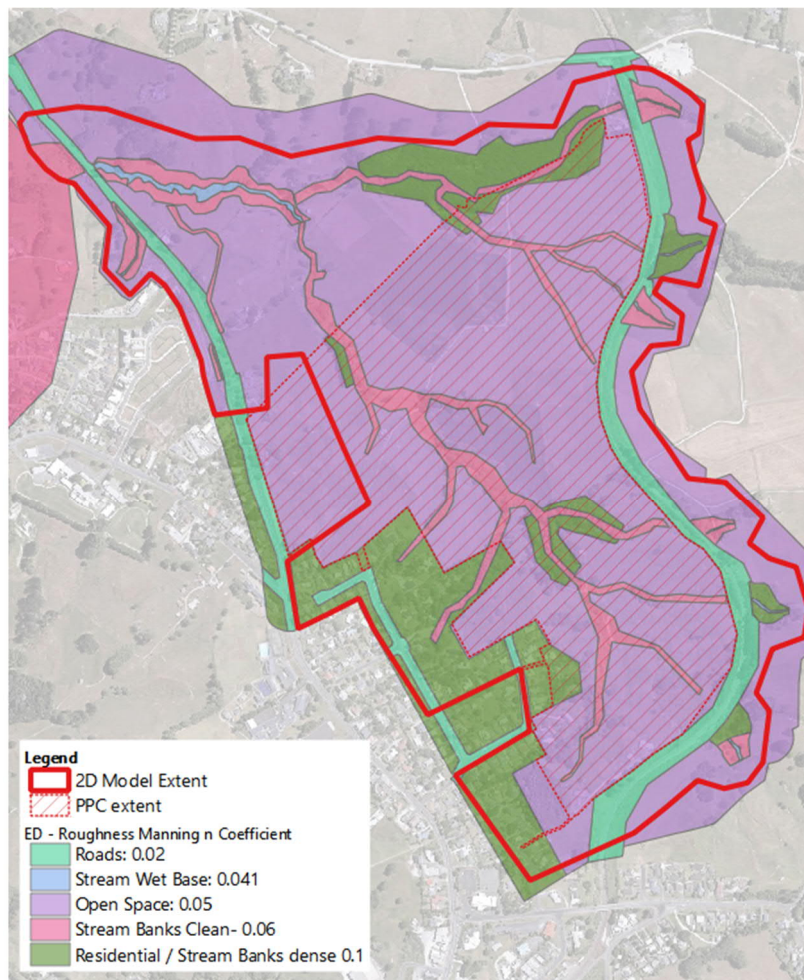 Legend
2D Model Extent
PPC extent
ED - Roughness Manning n Coefficient
Roads: 0.02
Stream Wet Base: 0.041
Open Space: 0.05
Stream Banks Clean- 0.06
Residential / Stream Banks dense 0.1